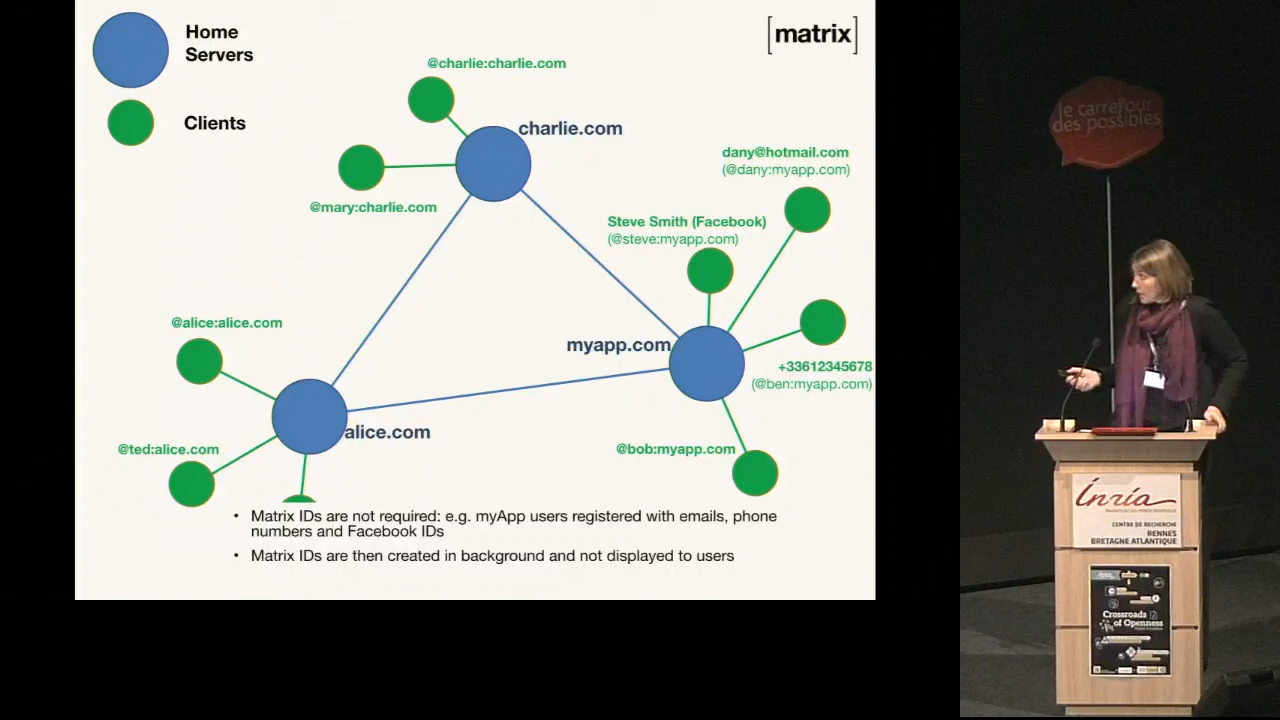 Home
Servers
Clients
[matrix]
@charlie:charlie.com
charlie.com
@mary:charlie.com
dany@hotmail.com
(@dany:myapp.com)
Steve Smith (Facebook)
(@steve:myapp.com)
myapp.com
+33612345678
(@ben:myapp.com)
@bob:myapp.com
@alice:alice.com
alice.com
@ted:alice.com
• Matrix IDs are not required: e.g. myApp users registered with emails, phone
numbers and Facebook IDs
• Matrix IDs are then created in background and not displayed to users
le carrefour
des possibles
Inria
CENTRE DE RECHERCHE
RENNES
BRETAGNE ATLANTIQUE
Crossroads
of Openness